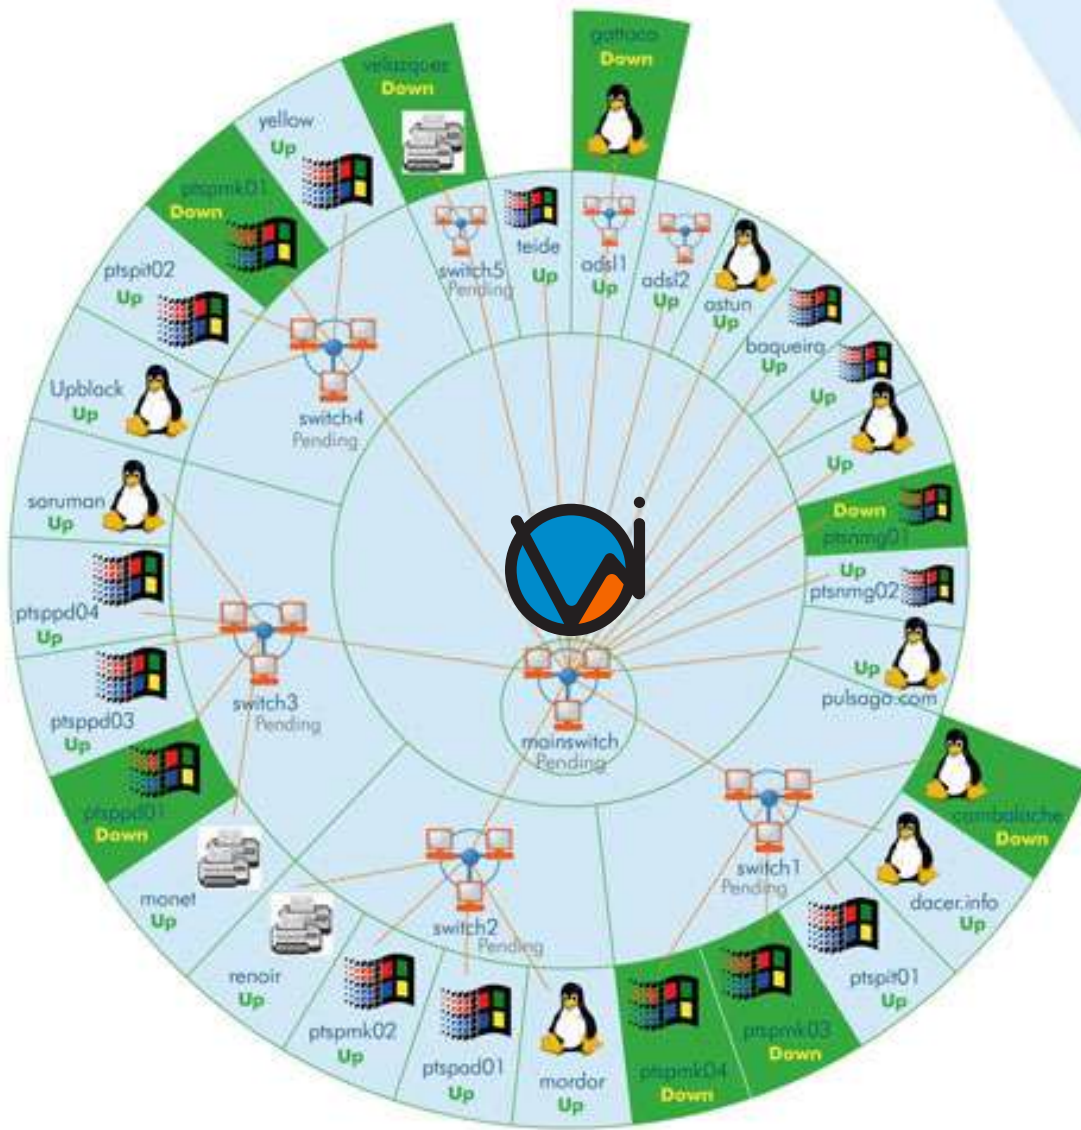 gattaca
Down
velazquez
Down
yellow
Up
ptspmk01
Down
ptspit02
Up
Upblack
Up
saruman
Up
ptsppd04
Up
ptsppd03
Up
ptsppd01
Down
monet
Up
renoir
Up
ptspmk02
Up
ptspad01
Up
mordor
Up
ptspmk04
Down
ptspmk03
Down
ptspit01
Up
dacer.info
Up
cambalache
Down
pulsago.com
Up
ptsnmg02
Up
ptsnmg01
Down
Up
Up
baqueira
Up
astun
Up
adsl2
Up
adsl1
Up
teide
Up
switch5
Pending
switch4
Pending
switch3
Pending
switch2
Pending
switch1
Pending
mainswitch
Pending